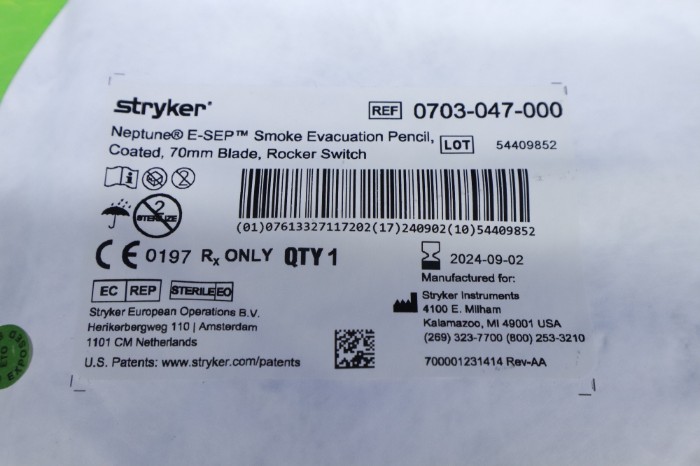 stryker®
REF 0703-047-000
Neptune® E-SEP™ Smoke Evacuation Pencil,
Coated, 70mm Blade, Rocker Switch
LOT 54409852
2
2
STERILIZE
(01)07613327117202(17)240902(10)54409852
CE 0197 Rx ONLY QTY 1
2024-09-02
EC REP STERILE EO
Manufactured for:
Stryker Instruments
4100 E. Milham
Kalamazoo, MI 49001 USA
(269) 323-7700 (800) 253-3210
Stryker European Operations B.V.
Herikerbergweg 110 | Amsterdam
1101 CM Netherlands
U.S. Patents: www.stryker.com/patents
700001231414 Rev-AA